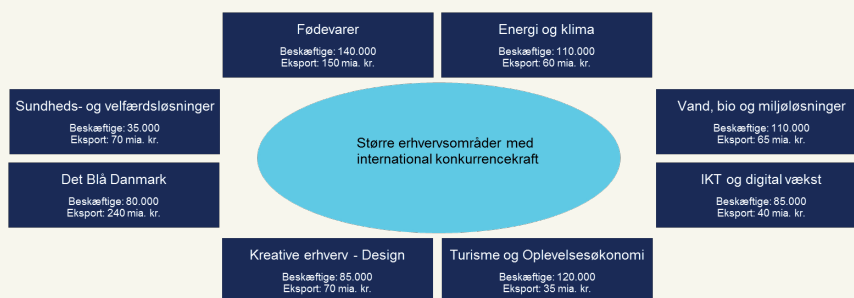 Fødevarer
Beskæftige: 140.000
Eksport: 150 mia. kr.
Energi og klima
Beskæftige: 110.000
Eksport: 60 mia. kr.
Sundheds- og velfærdsløsninger
Beskæftige: 35.000
Eksport: 70 mia. kr.
Vand, bio og miljøløsninger
Beskæftige: 110.000
Eksport: 65 mia. kr.
Større erhvervsområder med
international konkurrencekraft
Det Blå Danmark
Beskæftige: 80.000
Eksport: 240 mia. kr.
IKT og digital vækst
Beskæftige: 85.000
Eksport: 40 mia. kr.
Kreative erhverv - Design
Beskæftige: 85.000
Eksport: 70 mia. kr.
Turisme og Oplevelsesøkonomi
Beskæftige: 120.000
Eksport: 35 mia. kr.